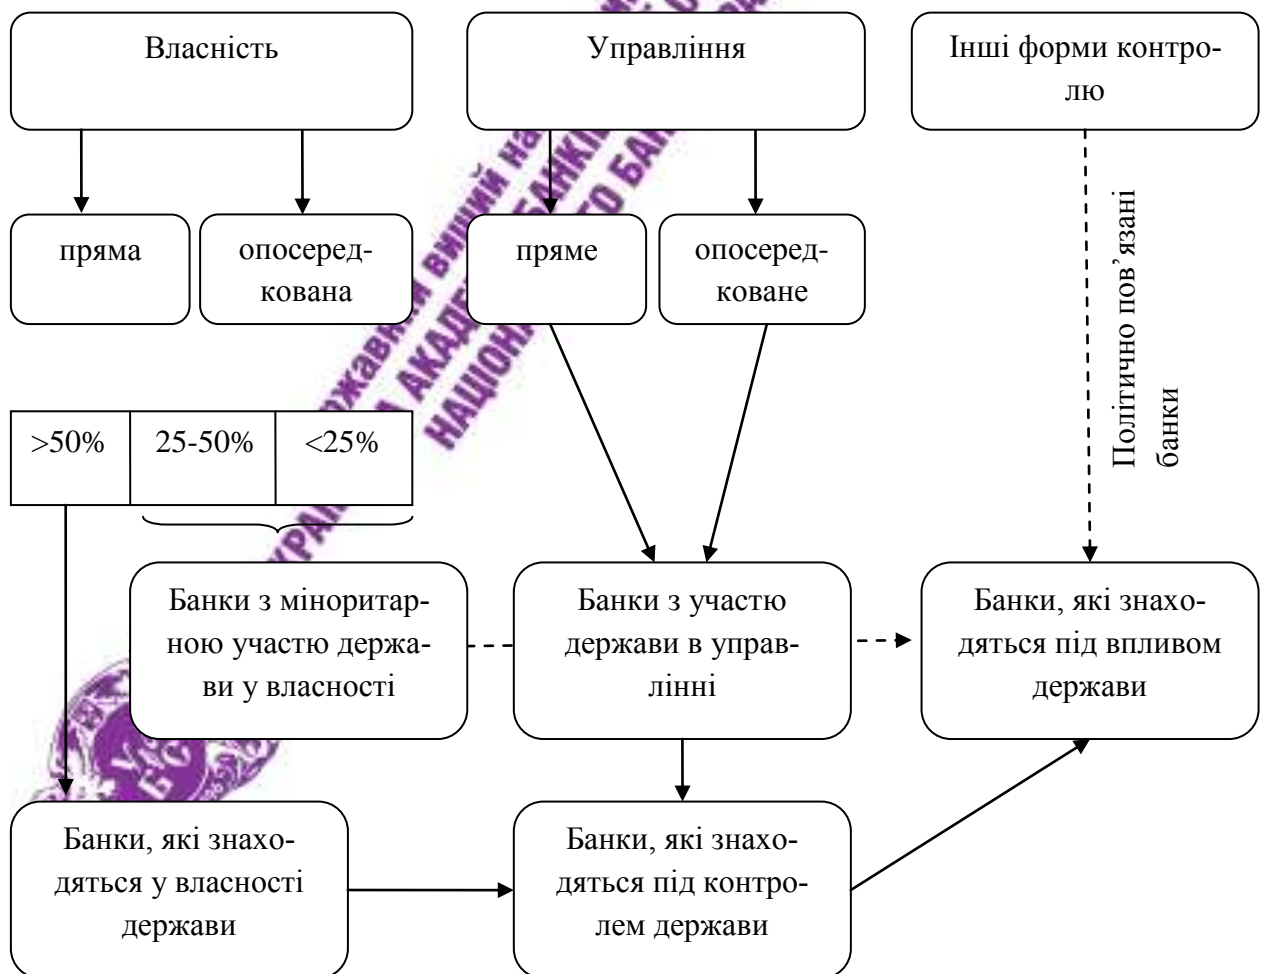 Власність
Управління
Інші форми контро-
лю
пряма
опосеред-
кована
пряме
опосеред-
коване
Політично пов’язані
банки
>50%
25-50%
<25%
Банки з міноритар-
ною участю держа-
ви у власності
Банки з участю
держави в управ-
лінні
Банки, які знахо-
дяться під впливом
держави
Банки, які знахо-
дяться у власності
держави
Банки, які знахо-
дяться під контро-
лем держави